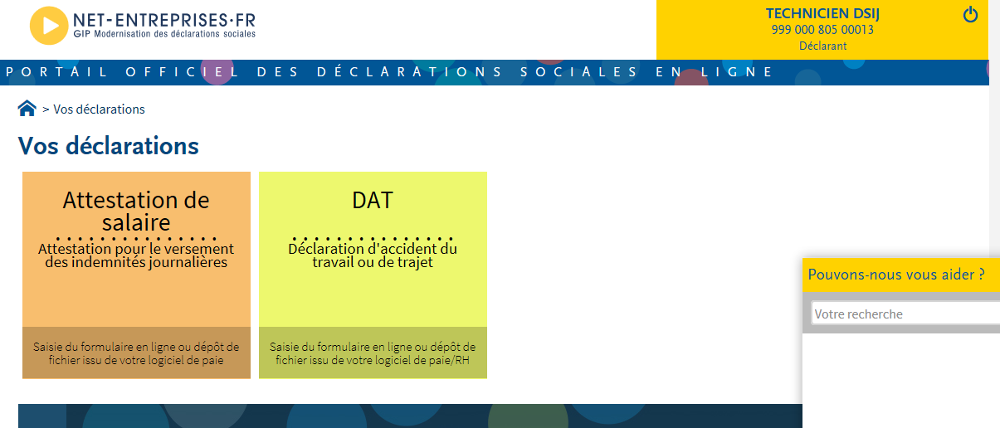 NET-ENTREPRISES·FR
GIP Modernisation des déclarations sociales
TECHNICIEN DSIJ
999 000 805 00013
Déclarant
PORTAIL OFFICIEL DES DÉCLARATIONS SOCIALES EN LIGNE
> Vos déclarations
Vos déclarations
Attestation de
salaire
Attestation pour le versement
des indemnités journalières
Saisie du formulaire en ligne ou dépôt de
fichier issu de votre logiciel de paie
DAT
Déclaration d'accident du
travail ou de trajet
Saisie du formulaire en ligne ou dépôt de
fichier issu de votre logiciel de paie/RH
Pouvons-nous vous aider ?
Votre recherche